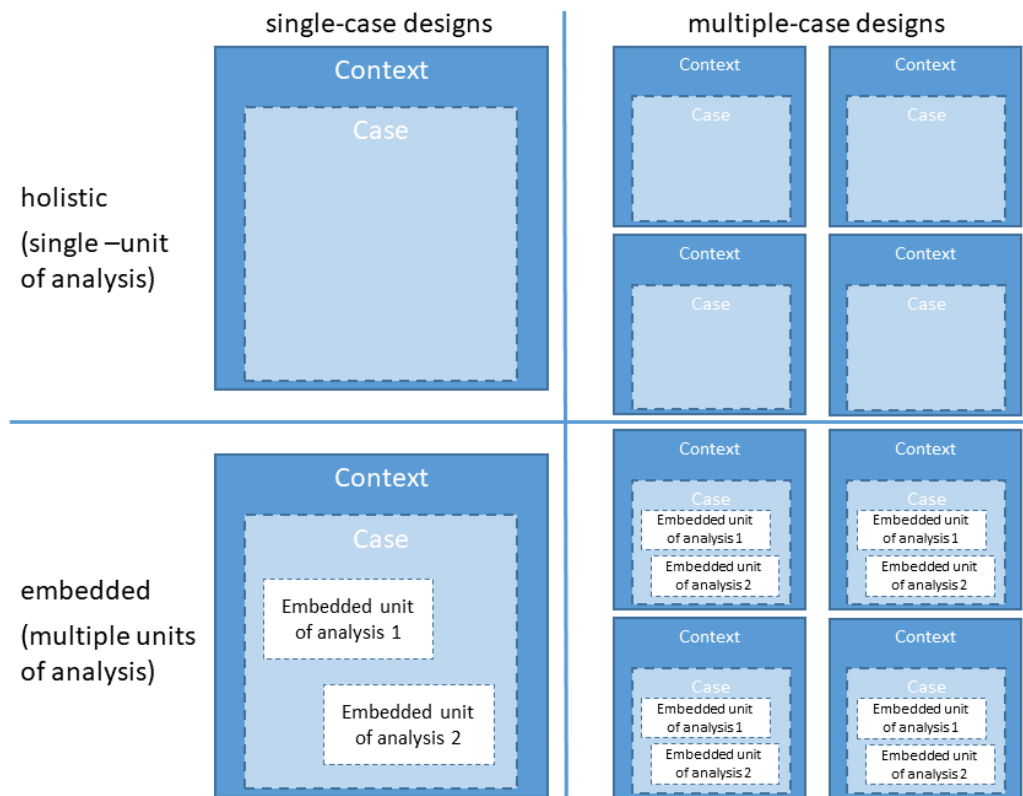 single-case designs
multiple-case designs
holistic
(single –unit
of analysis)
Context
Case
Context
Case
Context
Case
Context
Case
Context
Case
embedded
(multiple units
of analysis)
Context
Case
Embedded unit
of analysis 1
Embedded unit
of analysis 2
Context
Case
Embedded unit
of analysis 1
Embedded unit
of analysis 2
Context
Case
Embedded unit
of analysis 1
Embedded unit
of analysis 2
Context
Case
Embedded unit
of analysis 1
Embedded unit
of analysis 2
Context
Case
Embedded unit
of analysis 1
Embedded unit
of analysis 2